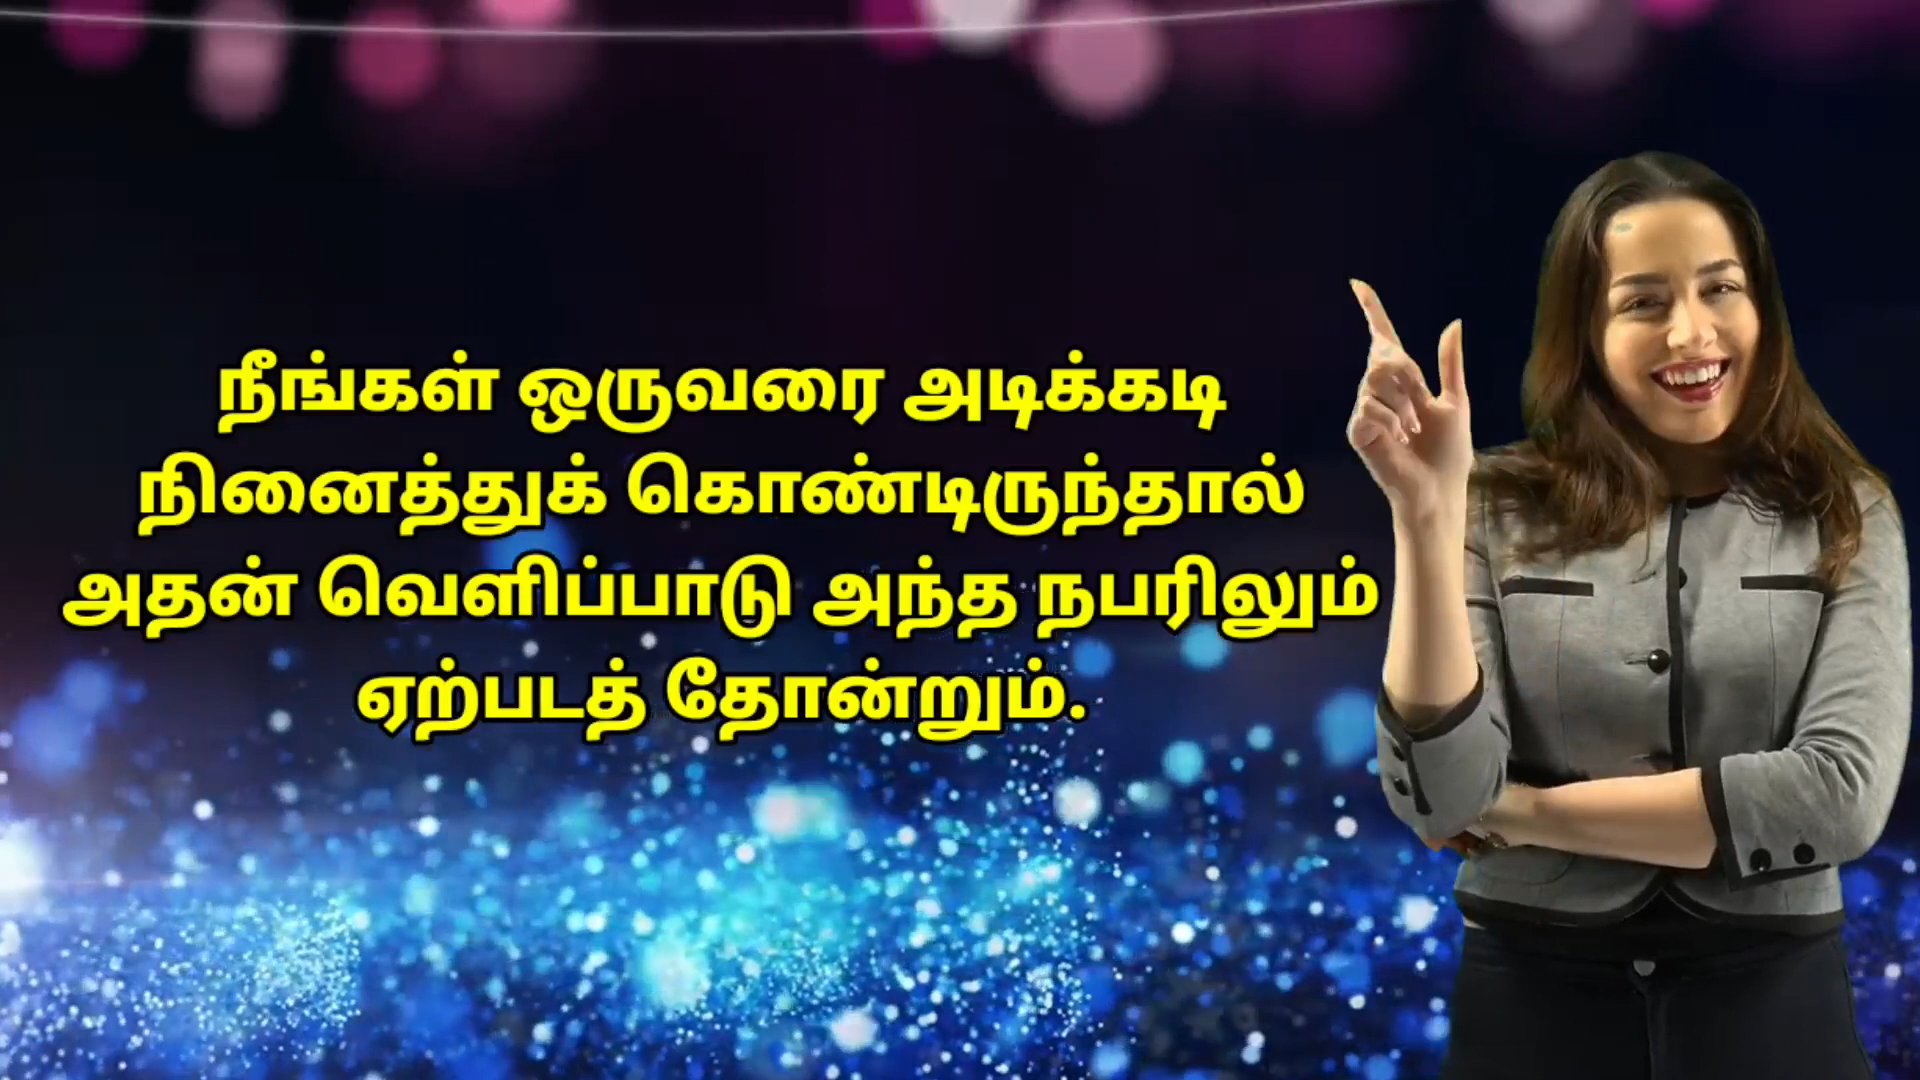 நீங்கள் ஒருவரை அடிக்கடி
நினைத்துக் கொண்டிருந்தால்
அதன் வெளிப்பாடு அந்த நபரிலும்
ஏற்படத் தோன்றும்.